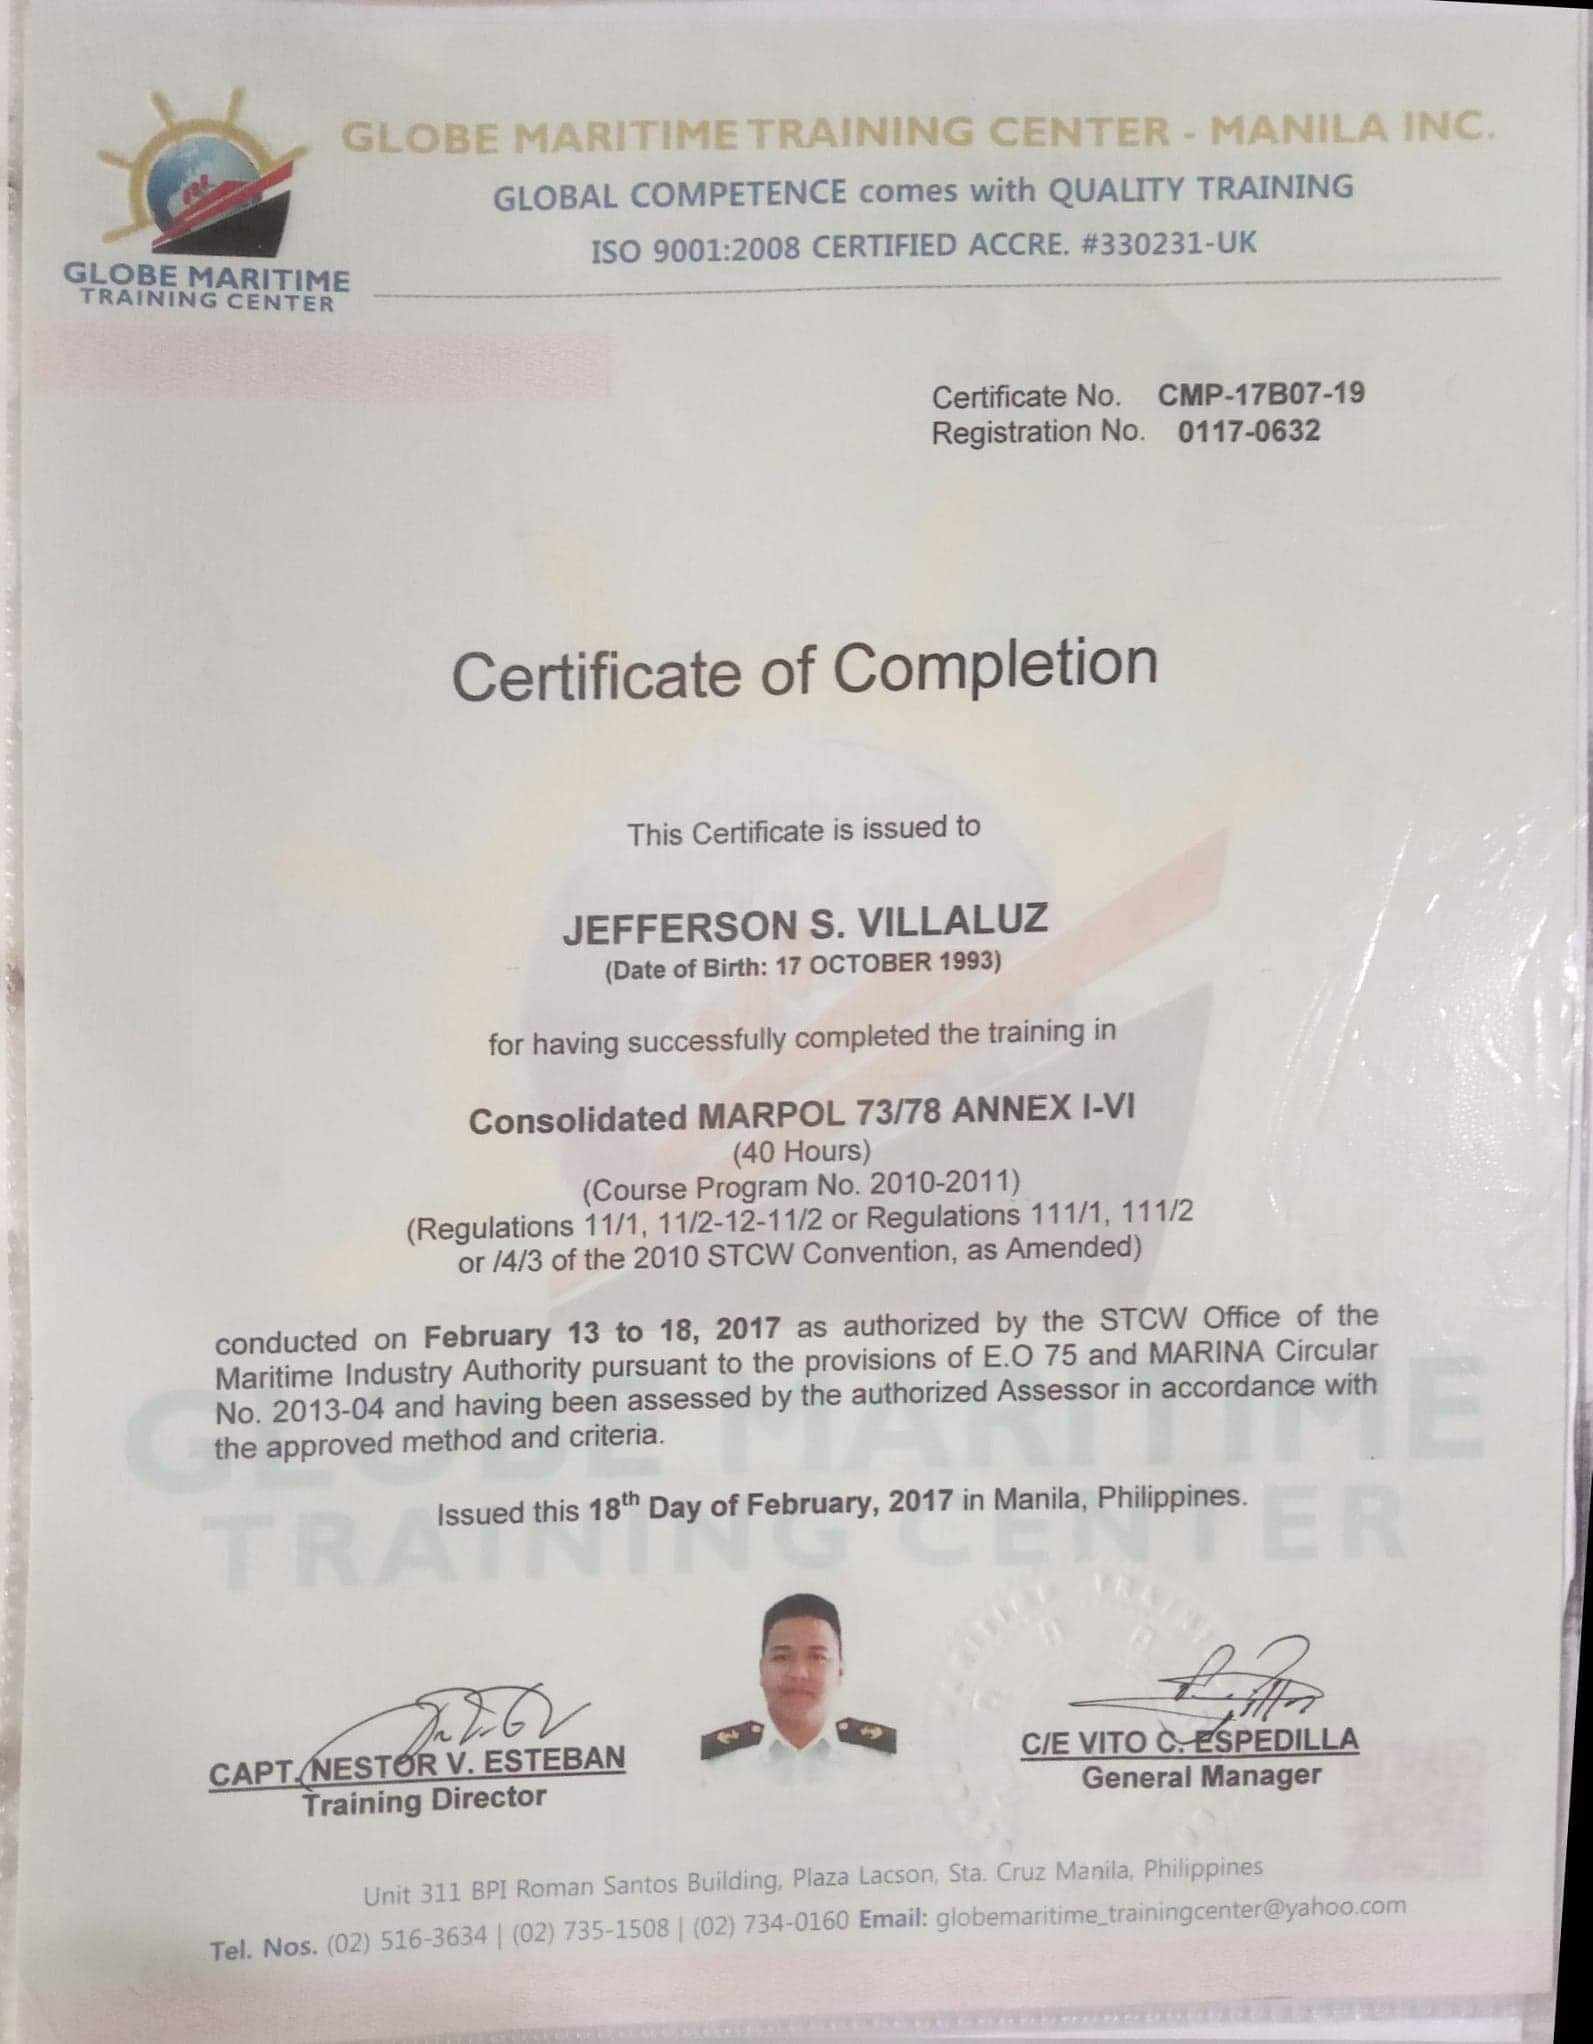 GLOBE MARITIME TRAINING CENTER - MANILA INC.
GLOBAL COMPETENCE comes with QUALITY TRAINING
ISO 9001:2008 CERTIFIED ACCRE. #330231-UK
GLOBE MARITIME
TRAINING CENTER
Certificate No. CMP-17B07-19
Registration No. 0117-0632
Certificate of Completion
This Certificate is issued to
JEFFERSON S. VILLALUZ
(Date of Birth: 17 OCTOBER 1993)
for having successfully completed the training in
Consolidated MARPOL 73/78 ANNEX I-VI
(40 Hours)
(Course Program No. 2010-2011)
(Regulations 11/1, 11/2-12-11/2 or Regulations 111/1, 111/2
or /4/3 of the 2010 STCW Convention, as Amended)
conducted on February 13 to 18, 2017 as authorized by the STCW Office of the
Maritime Industry Authority pursuant to the provisions of E.O 75 and MARINA Circular
No. 2013-04 and having been assessed by the authorized Assessor in accordance with
the approved method and criteria.
GLOBE MARITIME
TRAINING CENTER
Issued this 18th Day of February, 2017 in Manila, Philippines.
CAPT. NESTOR V. ESTEBAN
Training Director
C/E VITO C. ESPEDILLA
General Manager
Unit 311 BPI Roman Santos Building, Plaza Lacson, Sta. Cruz Manila, Philippines
Tel. Nos. (02) 516-3634 | (02) 735-1508 | (02) 734-0160 Email: globemaritime_trainingcenter@yahoo.com